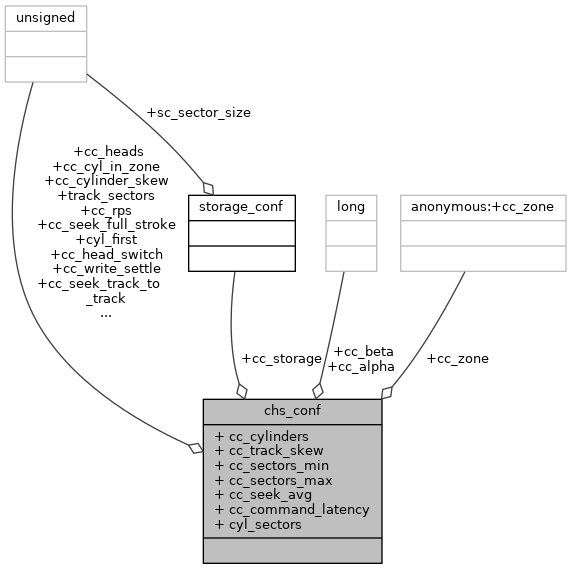 unsigned
+sc_sector_size
+cc_heads
+cc_cyl_in_zone
+cc_cylinder_skew
+track_sectors
+cc_rps
+cc_seek_full_stroke
+cyl_first
+cc_head_switch
+cc_write_settle
+cc_seek_track_to
_track
...
storage_conf
long
anonymous:+cc_zone
+cc_storage
+cc_beta
+cc_alpha
+cc_zone
chs_conf
+ cc_cylinders
+ cc_track_skew
+ cc_sectors_min
+ cc_sectors_max
+ cc_seek_avg
+ cc_command_latency
+ cyl_sectors